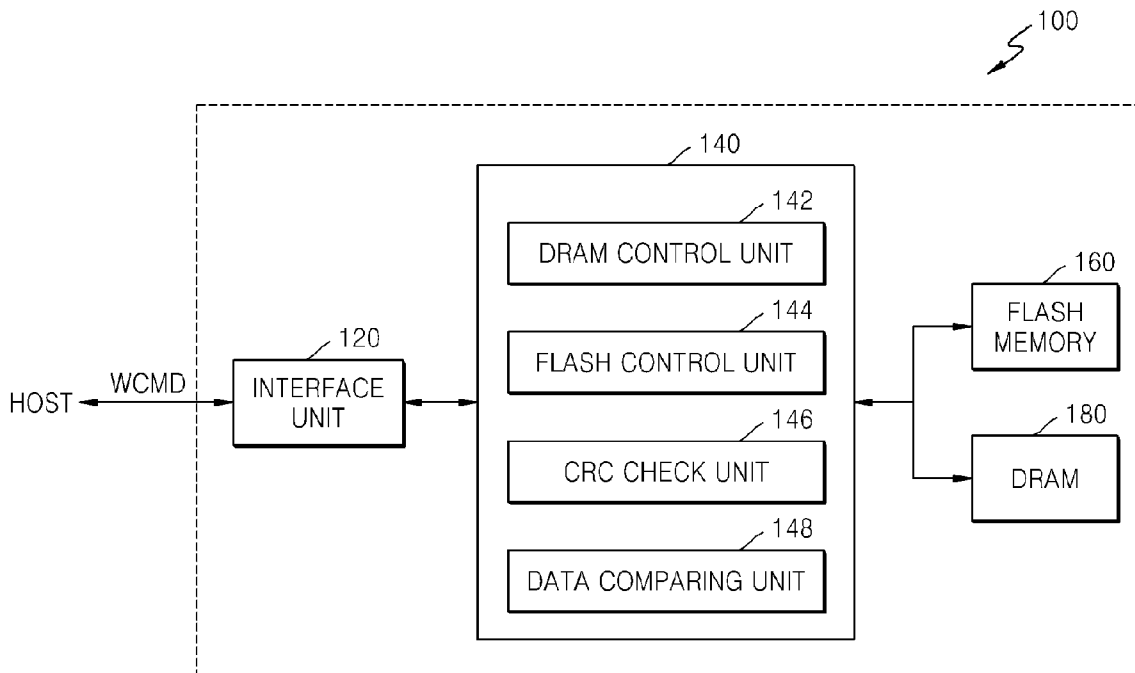 100
140
142
DRAM CONTROL UNIT
144
FLASH CONTROL UNIT
146
CRC CHECK UNIT
148
DATA COMPARING UNIT
120
INTERFACE
UNIT
HOST
WCMD
160
FLASH
MEMORY
180
DRAM